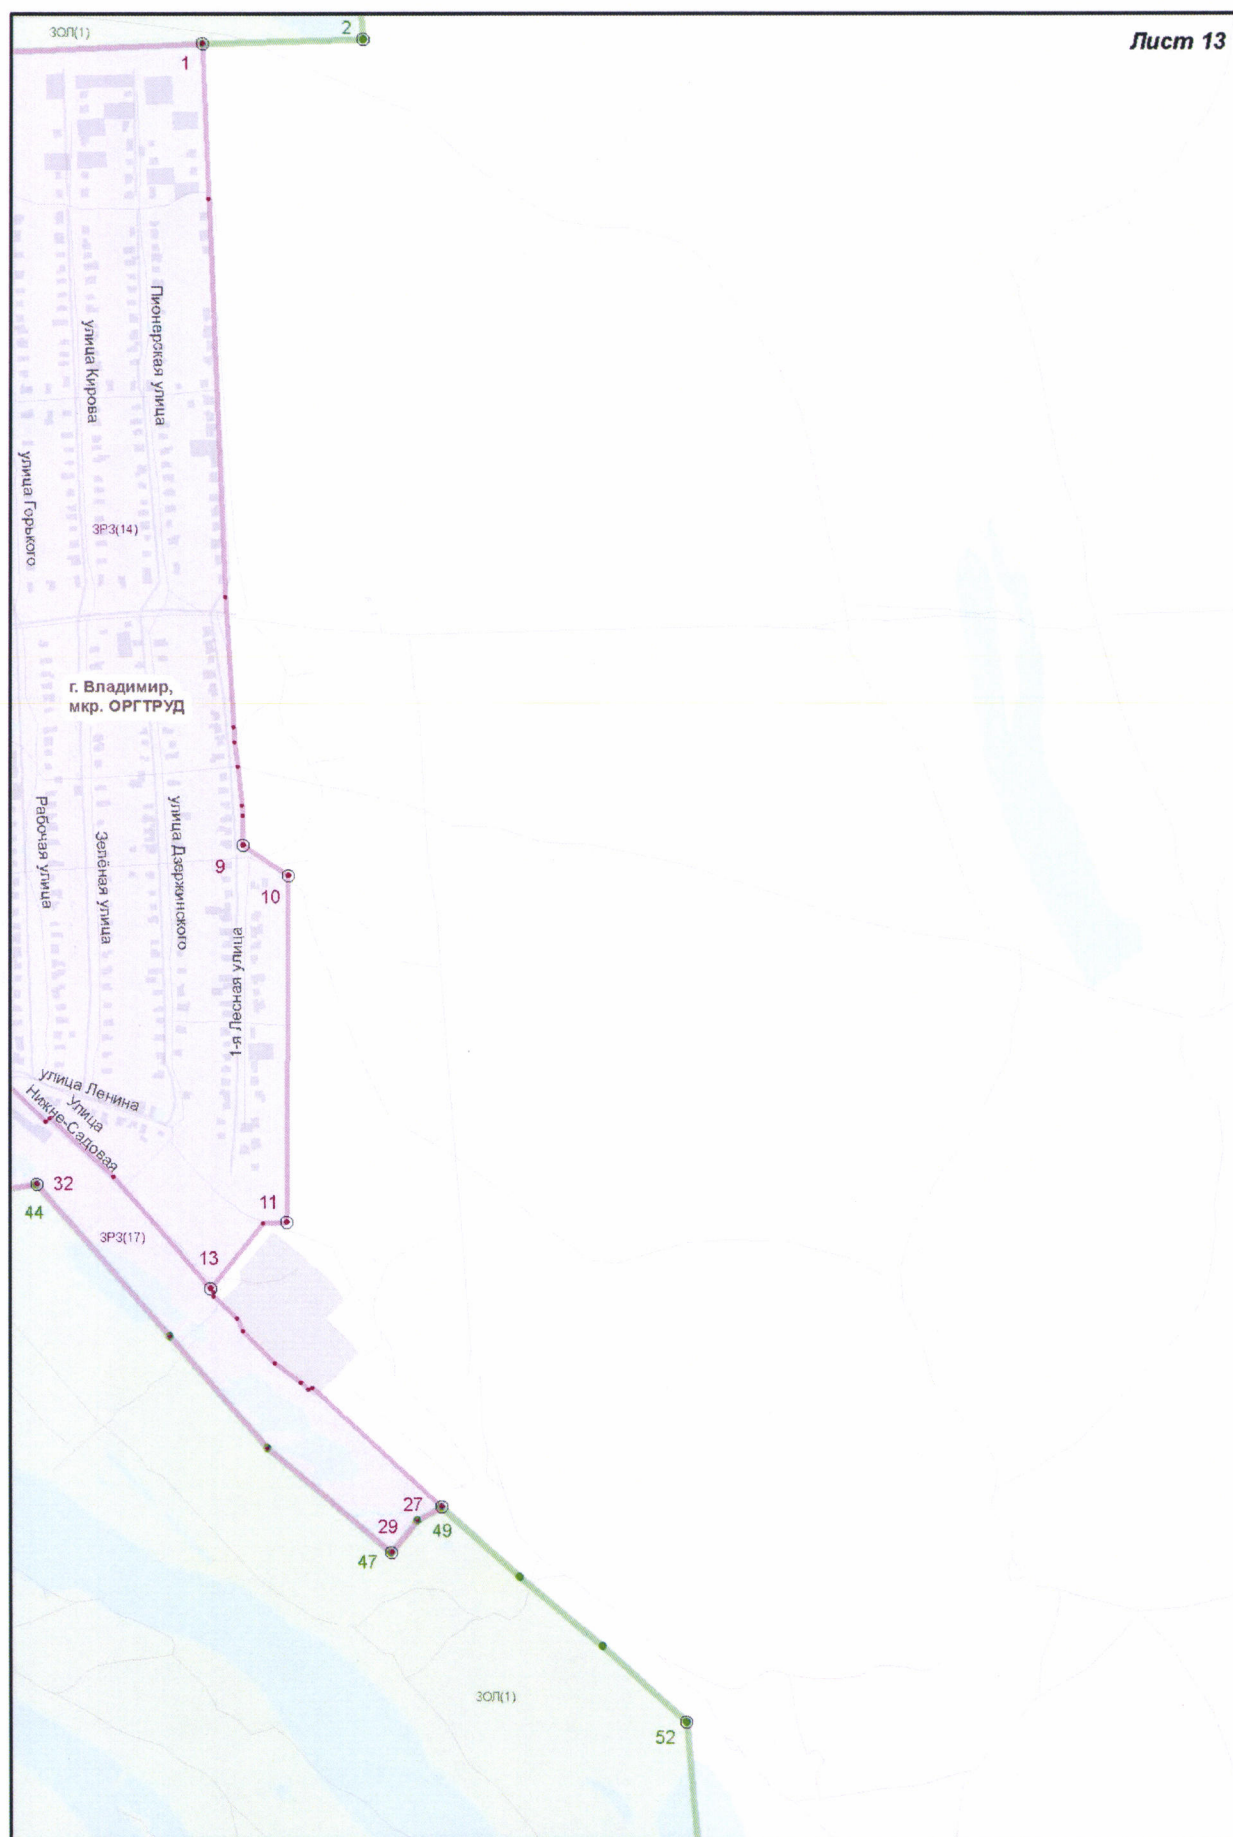 ЗОЛ(1)
2
Лист 13
1
Пионерская улица
улица Кирова
улица Горького
ЗРЗ(14)
г. Владимир,
мкр. ОРГТРУД
Рабочая улица
Зелёная улица
улица Дзержинского
9
10
1-я Лесная улица
улица Ленина
Улица
Нижне-Садовая
32
44
11
ЗРЗ(17)
13
27
29
49
47
ЗОЛ(1)
52